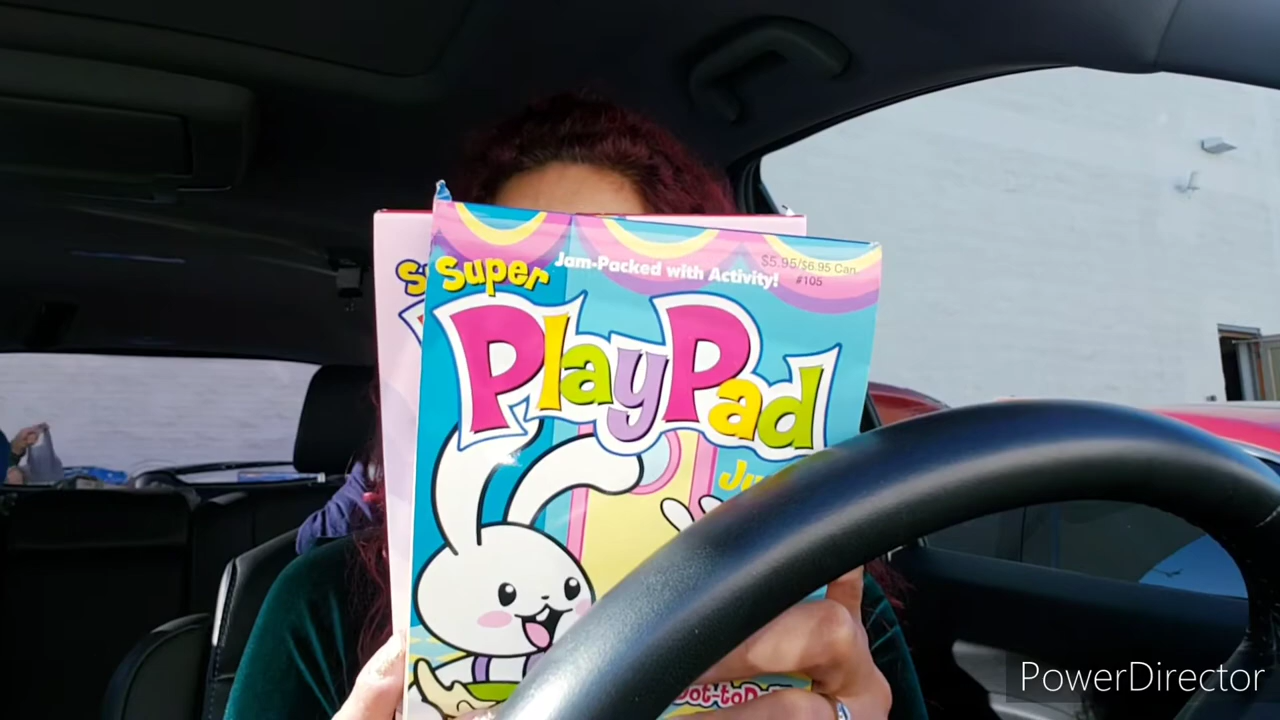 Super
Jam-Packed with Activity!
$5.95/$6.95 Can.
#105
PlayPad
PowerDirector